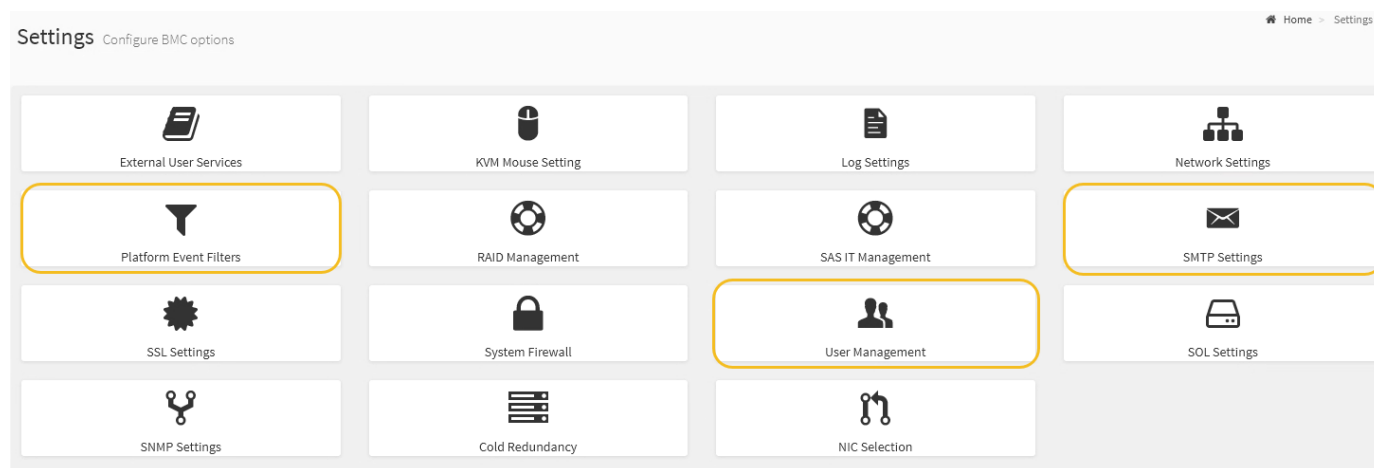 Home > Settings
Settings Configure BMC options
External User Services
KVM Mouse Setting
Log Settings
Network Settings
Platform Event Filters
RAID Management
SAS IT Management
SMTP Settings
SSL Settings
System Firewall
User Management
SOL Settings
SNMP Settings
Cold Redundancy
NIC Selection